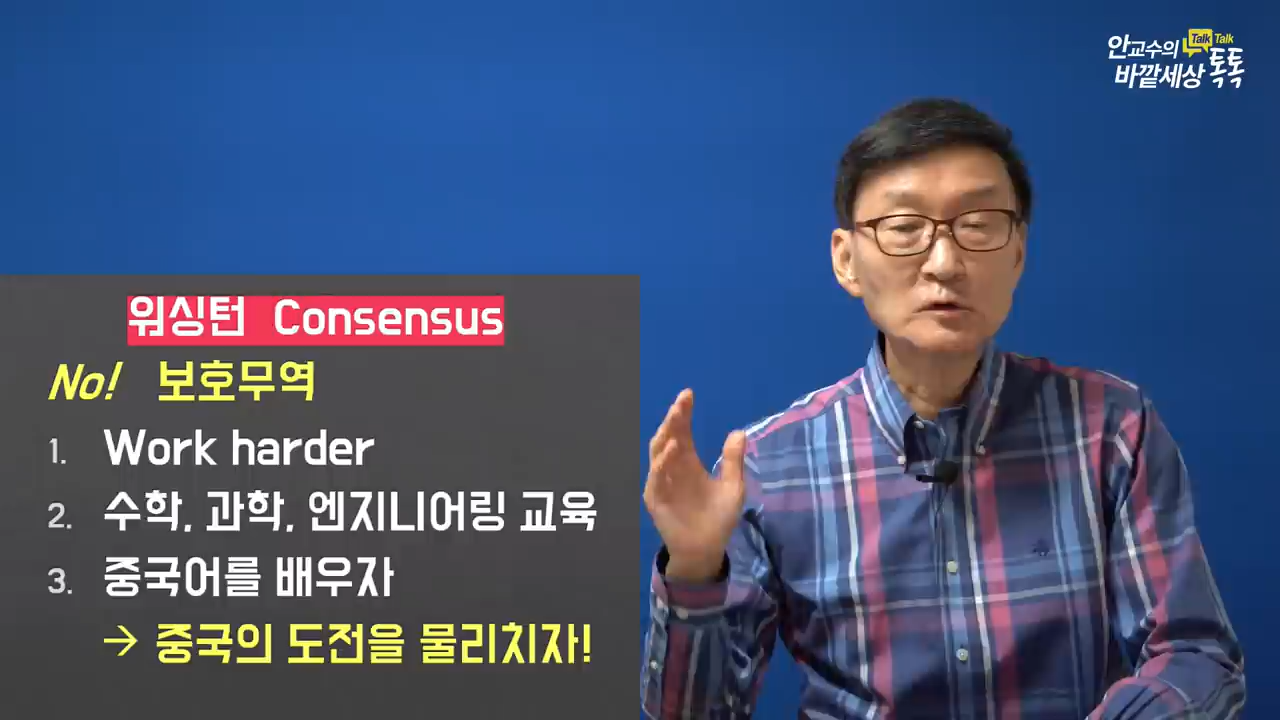 안교수의 Talk Talk
바깥세상 톡톡
워싱턴 Consensus
No! 보호무역
1. Work harder
2. 수학, 과학, 엔지니어링 교육
3. 중국어를 배우자
→ 중국의 도전을 물리치자!